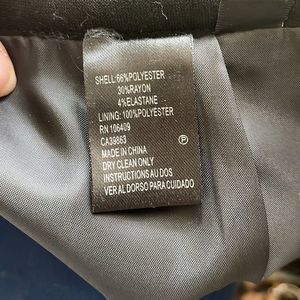 SHELL:66%POLYESTER
30%RAYON
4%ELASTANE
LINING: 100%POLYESTER
RN 106409
CA39863
MADE IN CHINA
DRY CLEAN ONLY
P
INSTRUCTIONS AU DOS
VER AL DORSO PARA CUIDADO